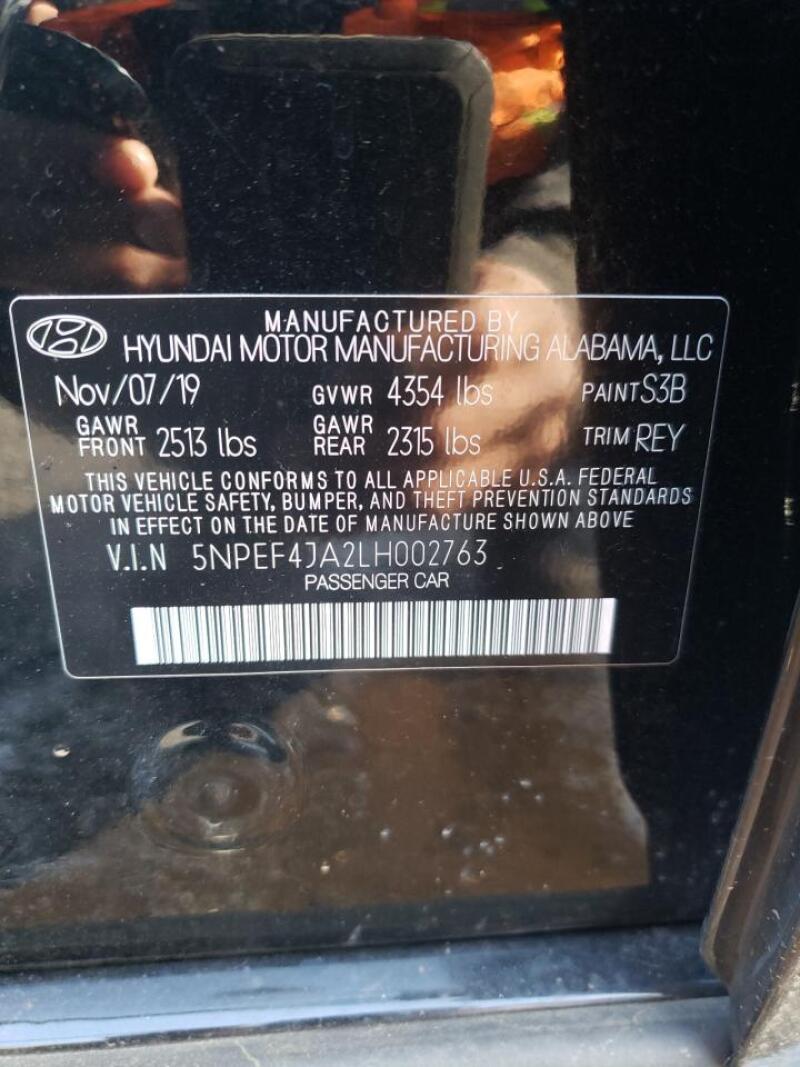 MANUFACTURED BY
HYUNDAI MOTOR MANUFACTURING ALABAMA, LLC
Nov/07/19 GVWR 4354 lbs PAINT S3B
GAWR FRONT 2513 lbs GAWR REAR 2315 lbs TRIM REY
THIS VEHICLE CONFORMS TO ALL APPLICABLE U.S.A. FEDERAL
MOTOR VEHICLE SAFETY, BUMPER, AND THEFT PREVENTION STANDARDS
IN EFFECT ON THE DATE OF MANUFACTURE SHOWN ABOVE
V.I.N 5NPEF4JA2LH002763
PASSENGER CAR